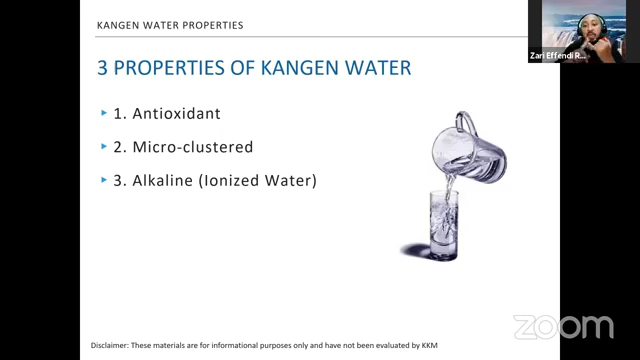 KANGEN WATER PROPERTIES
3 PROPERTIES OF KANGEN WATER
1. Antioxidant
2. Micro-clustered
3. Alkaline (Ionized Water)
Disclaimer: These materials are for informational purposes only and have not been evaluated by KKM
Zari Effendi R...
zoom